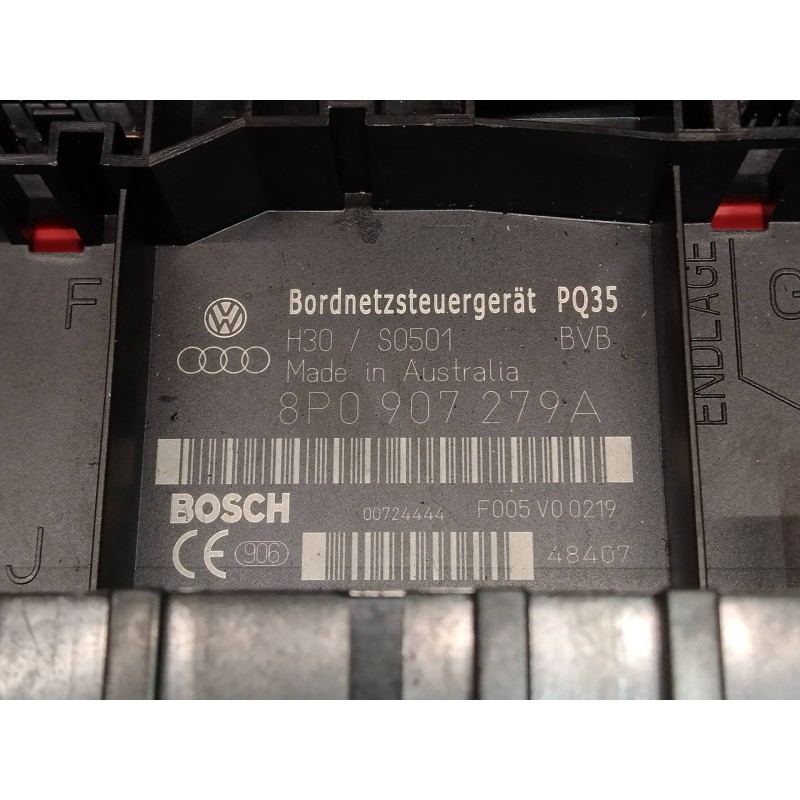 F
Bordnetzsteuergerät PQ35
H30 / S0501 BVB
Made in Australia
8P0 907 279A
BOSCH 00724444 F005 V0 0219
CE 906 48407
J
ENDLAGE
G
VW